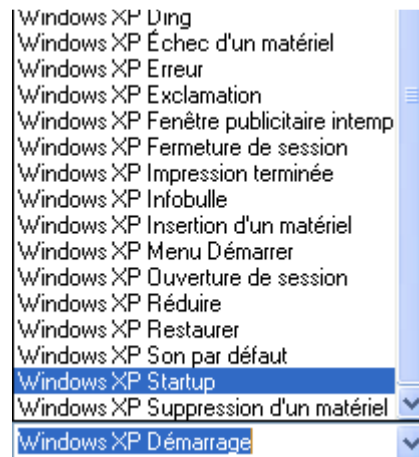 Windows XP Ding
Windows XP Échec d'un matériel
Windows XP Erreur
Windows XP Exclamation
Windows XP Fenêtre publicitaire intemp
Windows XP Fermeture de session
Windows XP Impression terminée
Windows XP Infobulle
Windows XP Insertion d'un matériel
Windows XP Menu Démarrer
Windows XP Ouverture de session
Windows XP Réduire
Windows XP Restaurer
Windows XP Son par défaut
Windows XP Startup
Windows XP Suppression d'un matériel
Windows XP Démarrage